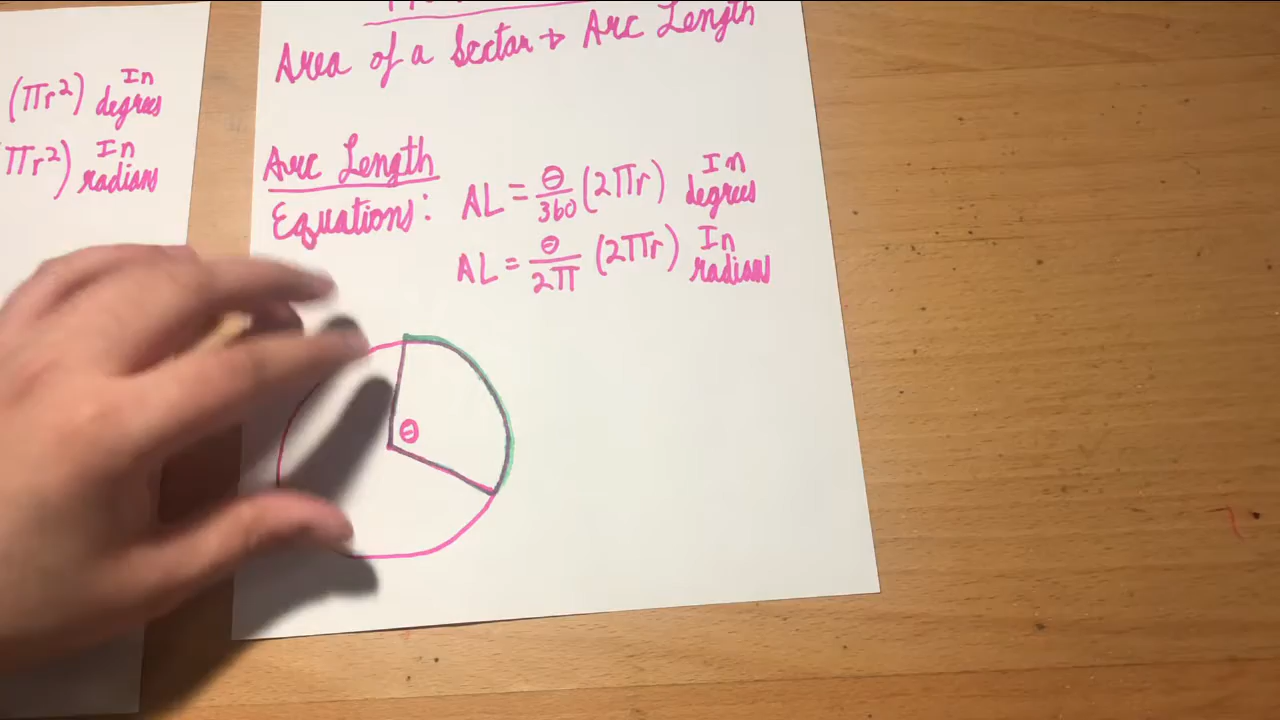 (πr²) In degrees
πr²) In radians
Area of a Sector + Arc Length
Arc Length
Equations:
AL = θ/360 (2πr) In degrees
AL = θ/2π (2πr) In radians
θ